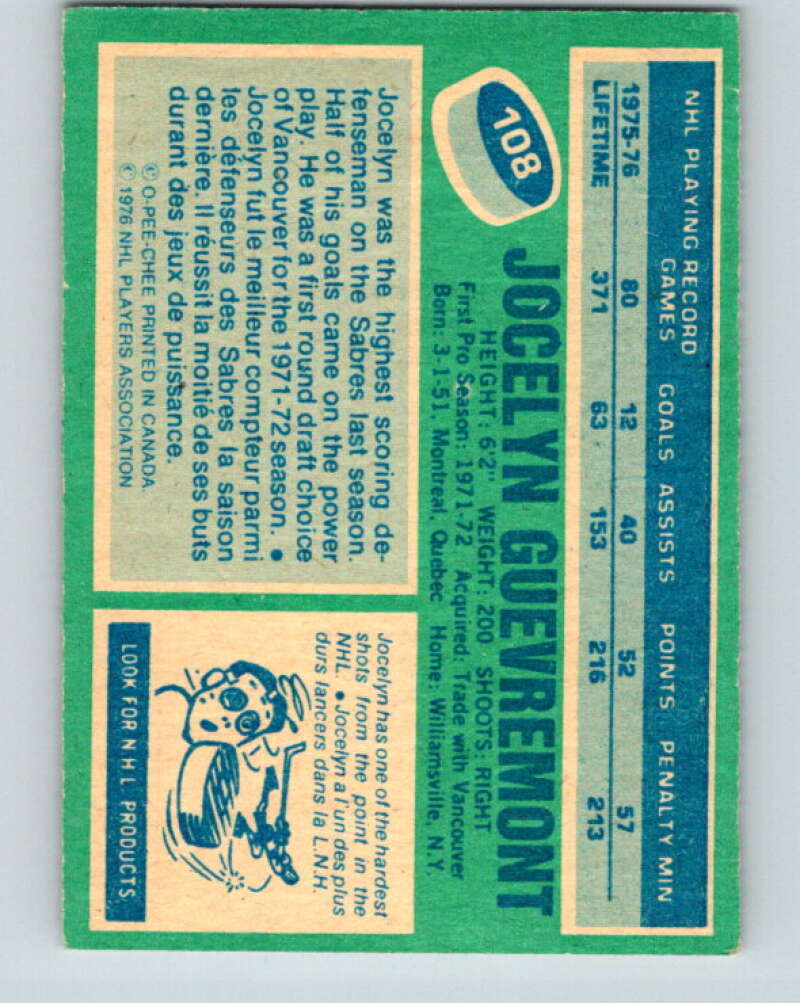 NHL PLAYING RECORD
GAMES GOALS ASSISTS POINTS PENALTY MIN
1975-76 80 12 40 52 57
LIFETIME 371 63 153 216 213
108
JOCELYN GUEVREMONT
HEIGHT: 6'2" WEIGHT: 200 SHOOTS: RIGHT
First Pro Season: 1971-72 Acquired: Trade with Vancouver
Born: 3-1-51, Montreal, Quebec Home: Williamsville, N.Y.
Jocelyn was the highest scoring de-
fenseman on the Sabres last season.
Half of his goals came on the power
play. He was a first round draft choice
of Vancouver for the 1971-72 season. •
Jocelyn fut le meilleur compteur parmi
les défenseurs des Sabres la saison
dernière. Il réussit la moitié de ses buts
durant des jeux de puissance.
© O-PEE-CHEE PRINTED IN CANADA.
© 1976 NHL PLAYERS ASSOCIATION
Jocelyn has one of the hardest
shots from the point in the
NHL. • Jocelyn a l'un des plus
durs lancers dans la L.N.H.
LOOK FOR NHL PRODUCTS